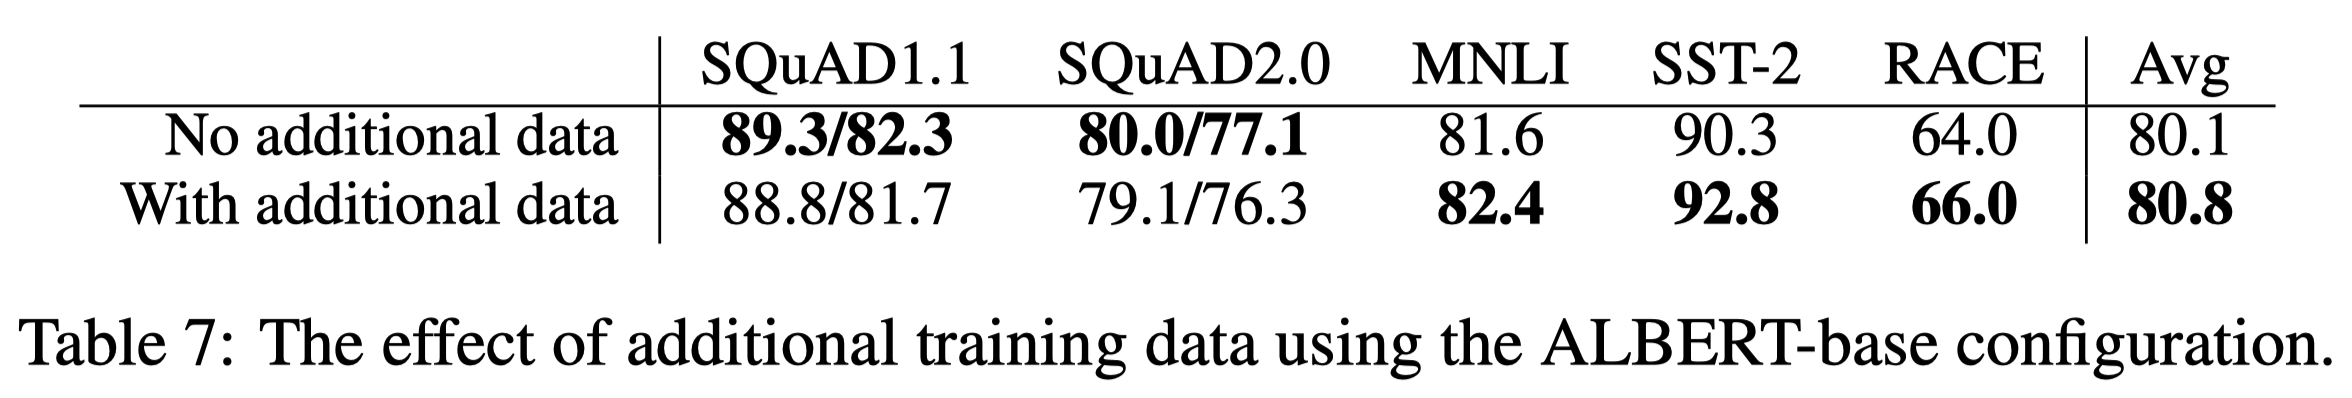 SQuAD1.1 SQuAD2.0 MNLI SST-2 RACE Avg
No additional data 89.3/82.3 80.0/77.1 81.6 90.3 64.0 80.1
With additional data 88.8/81.7 79.1/76.3 82.4 92.8 66.0 80.8
Table 7: The effect of additional training data using the ALBERT-base configuration.